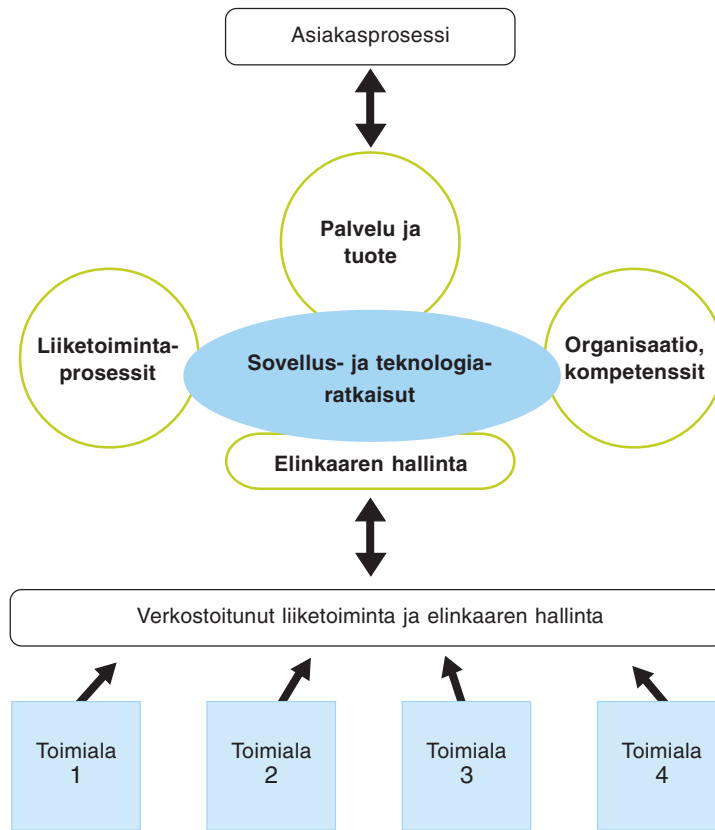 Asiakasprosessi
Palvelu ja
tuote
Liiketoiminta-
prosessit
Sovellus- ja teknologia-
ratkaisut
Organisaatio,
kompetenssit
Elinkaaren hallinta
Verkostoitunut liiketoiminta ja elinkaaren hallinta
Toimiala
1
Toimiala
2
Toimiala
3
Toimiala
4